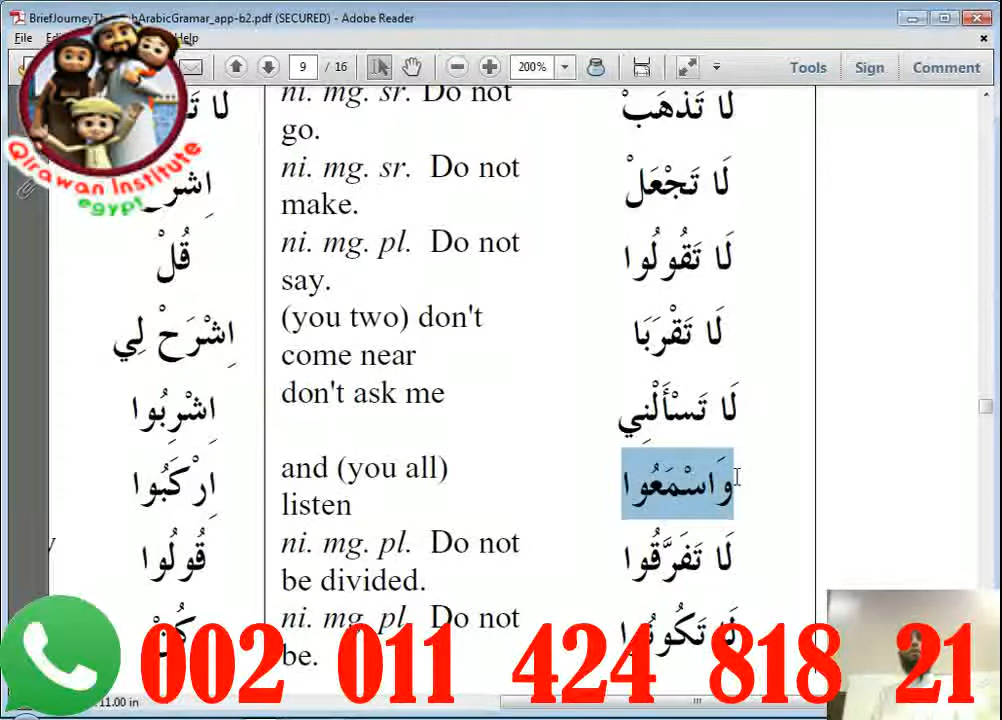 BriefJourneyTh ArabicGramar_app-b2.pdf (SECURED) - Adobe Reader
File Help
9 / 16 200% Tools Sign Comment
ni. mg. sr. Do not
go.
لَا تَذْهَبْ
Qirawan Institute
egypt
ni. mg. sr. Do not
make.
لَا تَجْعَلْ
قُلْ
ni. mg. pl. Do not
say.
لَا تَقُولُوا
اِشْرَحْ لِي
(you two) don't
come near
لَا تَقْرَبَا
اِشْرِبُوا
don't ask me
لَا تَسْأَلْنِي
اِرْكَبُوا
and (you all)
listen
وَاسْمَعُوا
قُولُوا
ni. mg. pl. Do not
be divided.
لَا تَفَرَّقُوا
كُنْ
ni. mg. pl. Do not
be.
لَا تَكُونُوا
002 011 424 818 21
11.00 in